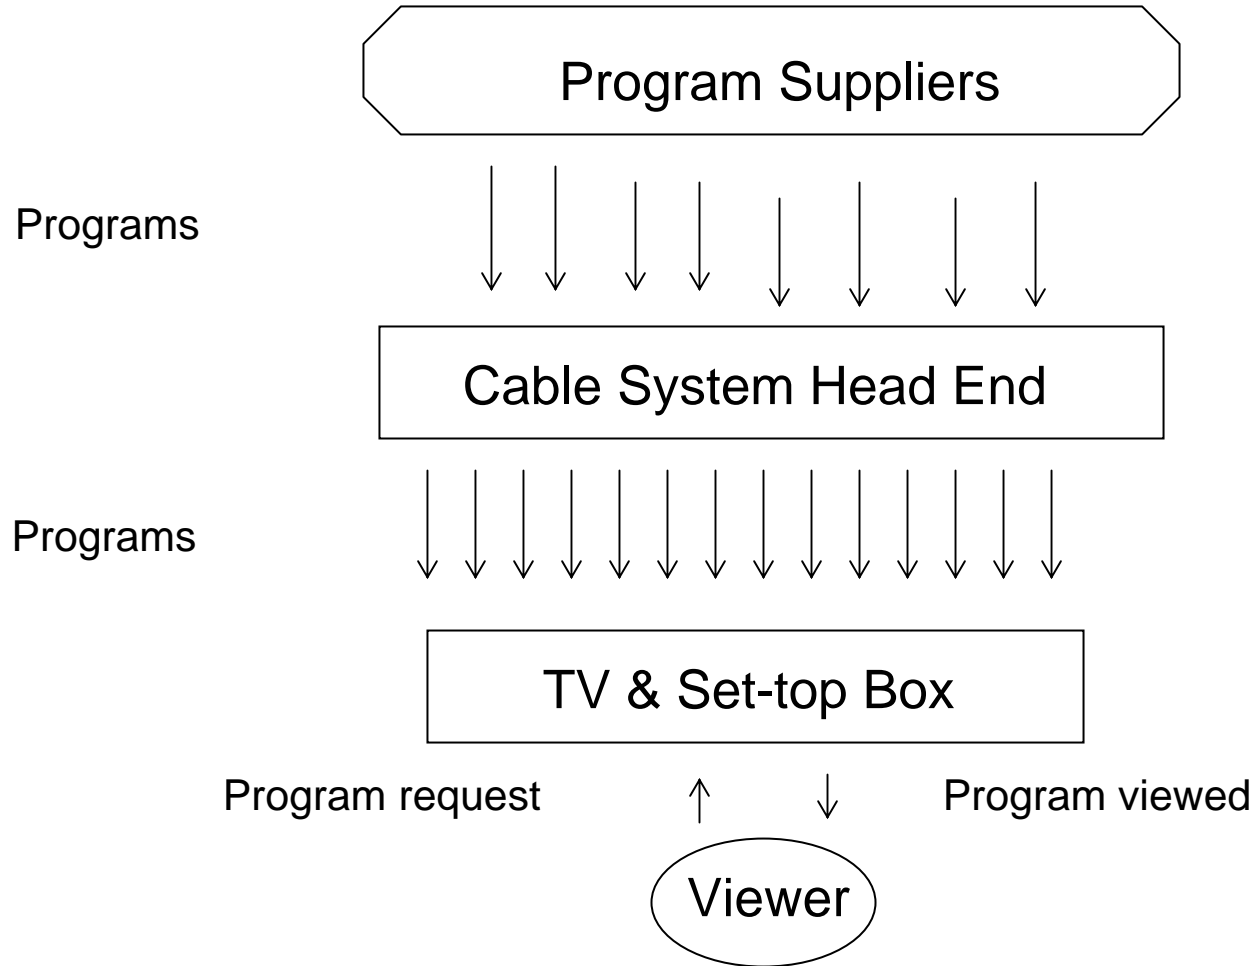 Program Suppliers
Programs
Cable System Head End
Programs
TV & Set-top Box
Program request
Program viewed
Viewer